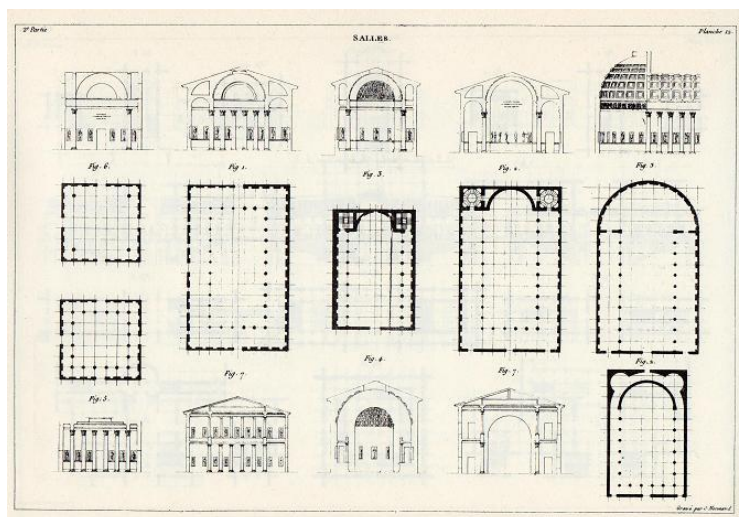 2e Partie
SALLES.
Planche 12.
Fig. 6.
Fig 1.
Fig. 3.
Fig. 2.
Fig. 3.
Fig. 7
Fig. 4.
Fig. 7.
Fig. 2.
Fig. 5.
Gravé par C. Normand.